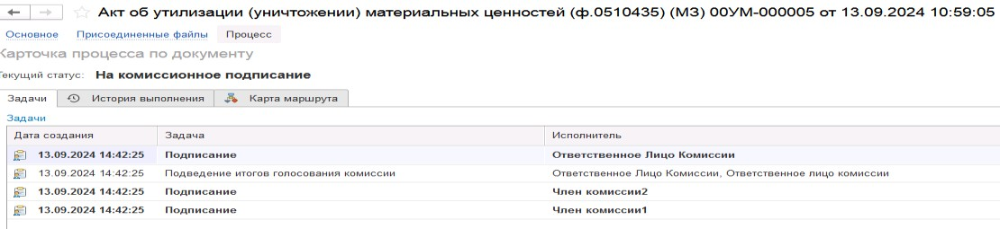 Акт об утилизации (уничтожении) материальных ценностей (ф.0510435) (МЗ) 00УМ-000005 от 13.09.2024 10:59:05
Основное Присоединенные файлы Процесс
Карточка процесса по документу
Текущий статус: На комиссионное подписание
Задачи История выполнения Карта маршрута
Задачи
Дата создания Задача Исполнитель
13.09.2024 14:42:25 Подписание Ответственное Лицо Комиссии
13.09.2024 14:42:25 Подведение итогов голосования комиссии Ответственное Лицо Комиссии, Ответственное лицо комиссии
13.09.2024 14:42:25 Подписание Член комиссии2
13.09.2024 14:42:25 Подписание Член комиссии1